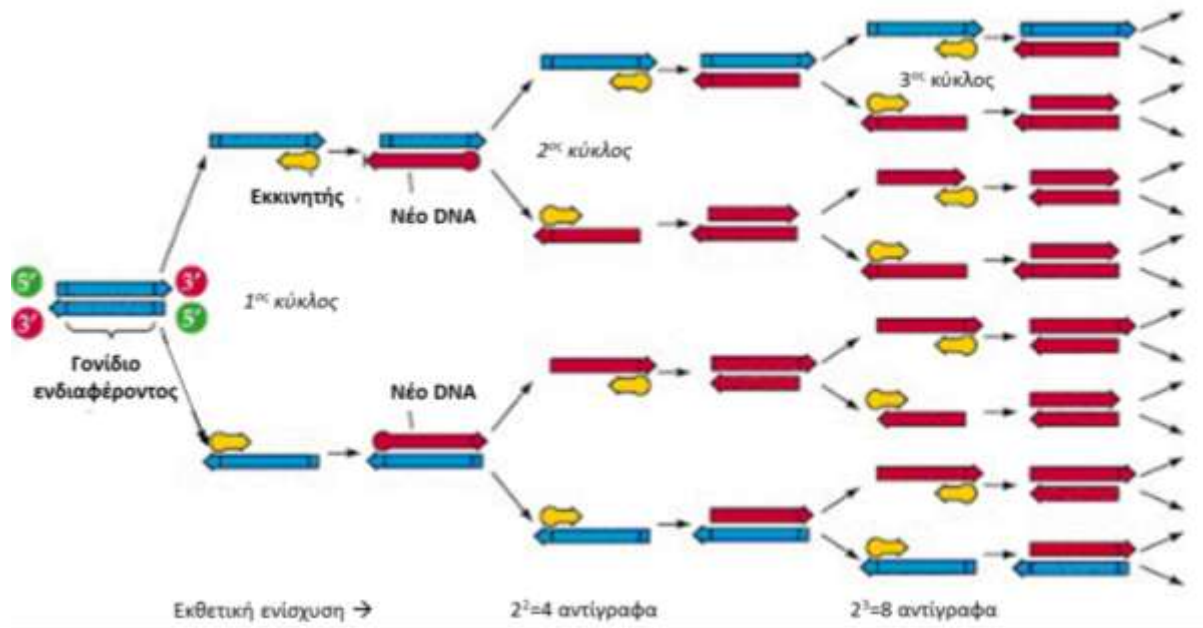 3ος κύκλος
2ος κύκλος
Εκκινητής
Νέο DNA
5′ 3′
3′ 5′
1ος κύκλος
Γονίδιο
ενδιαφέροντος
Νέο DNA
Εκθετική ενίσχυση → 2²=4 αντίγραφα 2³=8 αντίγραφα